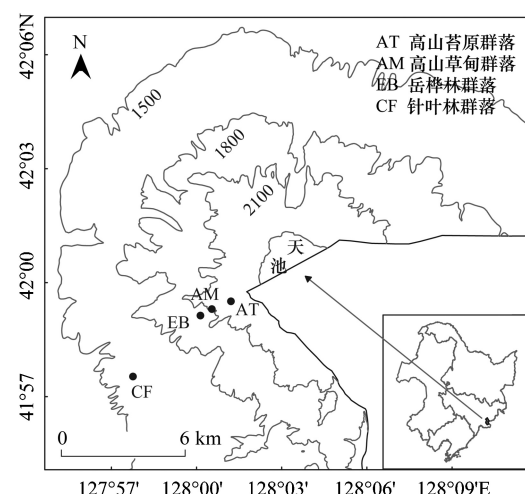 42°06'N
N
AT 高山苔原群落
AM 高山草甸群落
EB 岳桦林群落
CF 针叶林群落
1500
1800
42°03
2100
天
池
42°00
AM
AT
EB
41°57
CF
0 6 km
127°57' 128°00' 128°03' 128°06' 128°09'E